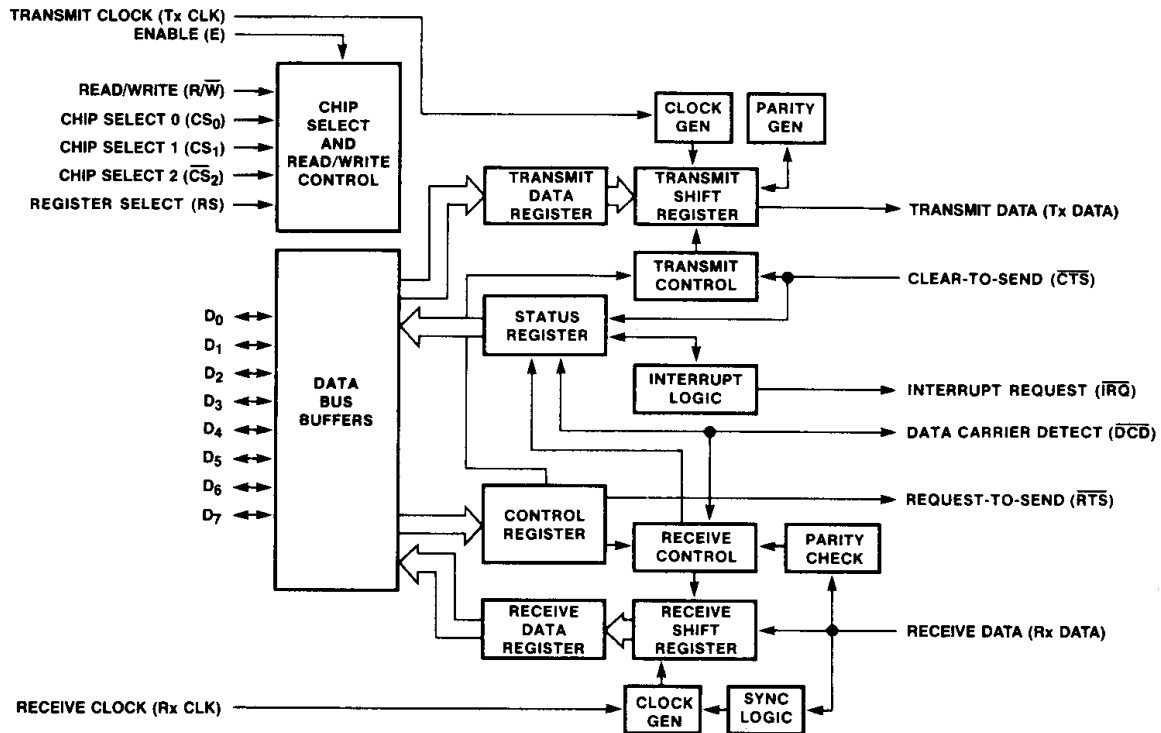 TRANSMIT CLOCK (Tx CLK)
ENABLE (E)
READ/WRITE (R/W̅)
CHIP SELECT 0 (CS₀)
CHIP SELECT 1 (CS₁)
CHIP SELECT 2 (C̅S̅₂)
REGISTER SELECT (RS)
CHIP
SELECT
AND
READ/WRITE
CONTROL
CLOCK
GEN
PARITY
GEN
TRANSMIT
DATA
REGISTER
TRANSMIT
SHIFT
REGISTER
TRANSMIT DATA (Tx DATA)
TRANSMIT
CONTROL
CLEAR-TO-SEND (C̅T̅S̅)
STATUS
REGISTER
INTERRUPT
LOGIC
INTERRUPT REQUEST (I̅R̅Q̅)
DATA CARRIER DETECT (D̅C̅D̅)
D₀
D₁
D₂
D₃
D₄
D₅
D₆
D₇
DATA
BUS
BUFFERS
CONTROL
REGISTER
REQUEST-TO-SEND (R̅T̅S̅)
RECEIVE
CONTROL
PARITY
CHECK
RECEIVE
DATA
REGISTER
RECEIVE
SHIFT
REGISTER
RECEIVE DATA (Rx DATA)
RECEIVE CLOCK (Rx CLK)
CLOCK
GEN
SYNC
LOGIC